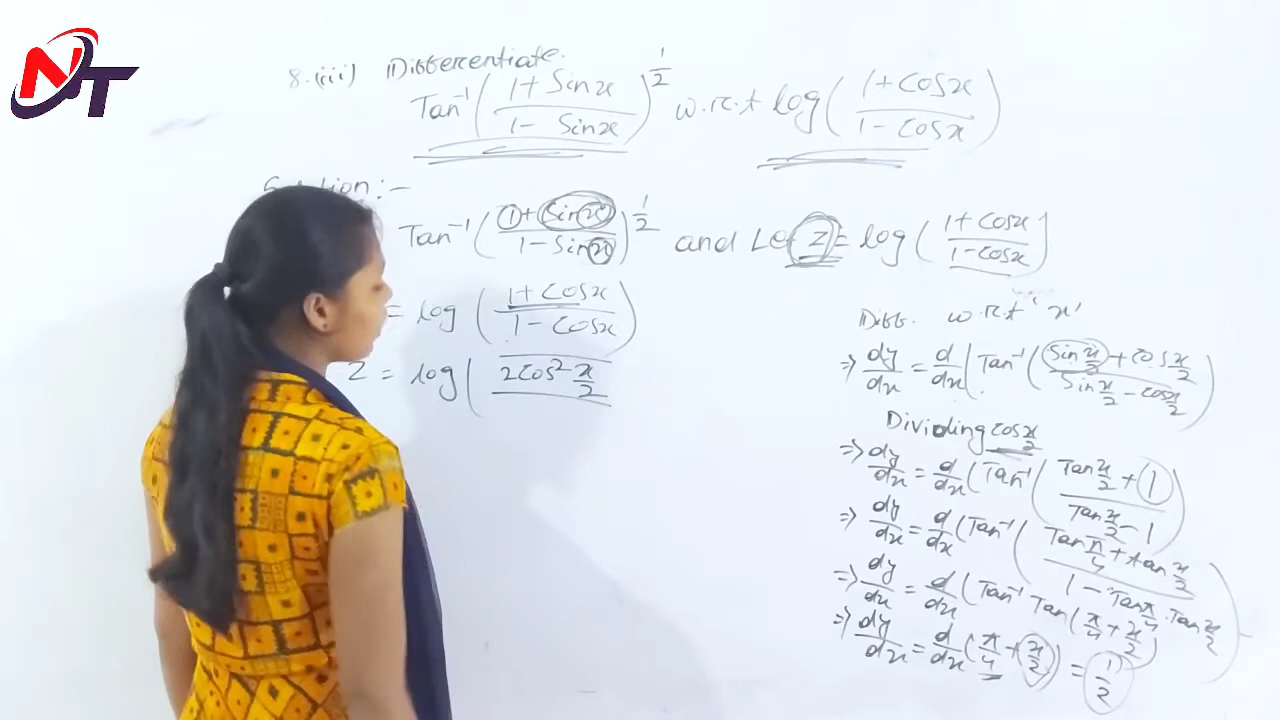 NT
8.(iii) Differentiate.
Tan⁻¹ ( (1 + Sinx) / (1 - Sinx) )^(1/2) w.r.t log ( (1 + Cosx) / (1 - Cosx) )
Solution :-
Tan⁻¹ ( (1 + Sinx) / (1 - Sinx) )^(1/2) and Let Z = log ( (1 + Cosx) / (1 - Cosx) )
= log ( (1 + Cosx) / (1 - Cosx) )
Z = log ( 2Cos² x/2
Diff. w.r.t 'x'
⇒ dy/dx = d/dx ( Tan⁻¹ ( (Sin x/2 + Cos x/2) / (Sin x/2 - Cos x/2) )
Dividing Cos x/2
⇒ dy/dx = d/dx ( Tan⁻¹ ( (Tan x/2 + 1) / (Tan x/2 - 1) )
⇒ dy/dx = d/dx ( Tan⁻¹ ( (Tan π/4 + tan x/2) / (1 - Tan π/4 . Tan x/2) )
⇒ dy/dx = d/dx ( Tan⁻¹ Tan ( π/4 + x/2 )
⇒ dy/dx = d/dx ( π/4 + x/2 ) = 1/2